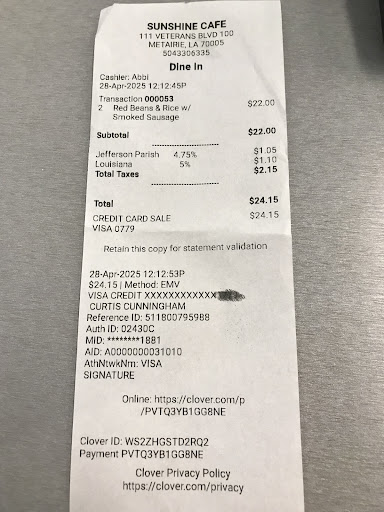 SUNSHINE CAFE
111 VETERANS BLVD 100
METAIRIE, LA 70005
5043306335
Dine In
Cashier: Abbi
28-Apr-2025 12:12:45P
Transaction 000053
2 Red Beans & Rice w/ $22.00
Smoked Sausage
Subtotal $22.00
Jefferson Parish 4.75% $1.05
Louisiana 5% $1.10
Total Taxes $2.15
Total $24.15
CREDIT CARD SALE $24.15
VISA 0779
Retain this copy for statement validation
28-Apr-2025 12:12:53P
$24.15 | Method: EMV
VISA CREDIT XXXXXXXXXXXX
CURTIS CUNNINGHAM
Reference ID: 511800795988
Auth ID: 02430C
MID: ********1881
AID: A0000000031010
AthNtwkNm: VISA
SIGNATURE
Online: https://clover.com/p
/PVTQ3YB1GG8NE
Clover ID: WS2ZHGSTD2RQ2
Payment PVTQ3YB1GG8NE
Clover Privacy Policy
https://clover.com/privacy